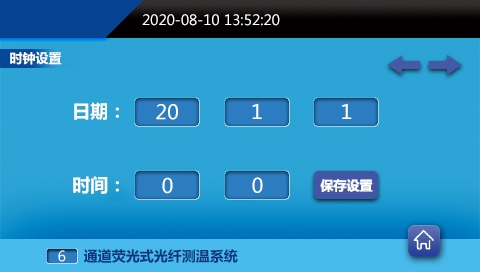 2020-08-10 13:52:20
时钟设置
日期： 20 1 1
时间： 0 0 保存设置
6 通道荧光式光纤测温系统